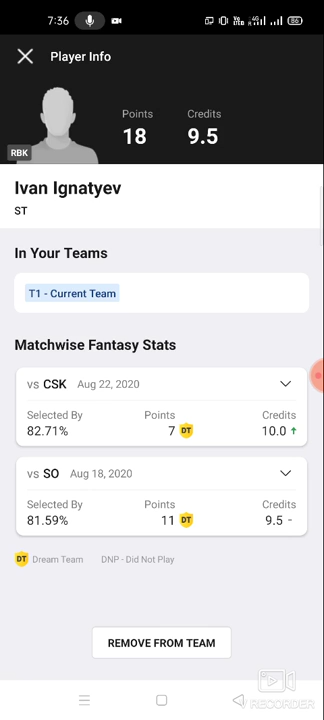 7:36
Player Info
Points Credits
18 9.5
RBK
Ivan Ignatyev
ST
In Your Teams
T1 - Current Team
Matchwise Fantasy Stats
vs CSK Aug 22, 2020
Selected By Points Credits
82.71% 7 DT 10.0
vs SO Aug 18, 2020
Selected By Points Credits
81.59% 11 DT 9.5 -
DT Dream Team DNP - Did Not Play
REMOVE FROM TEAM
RECORDER